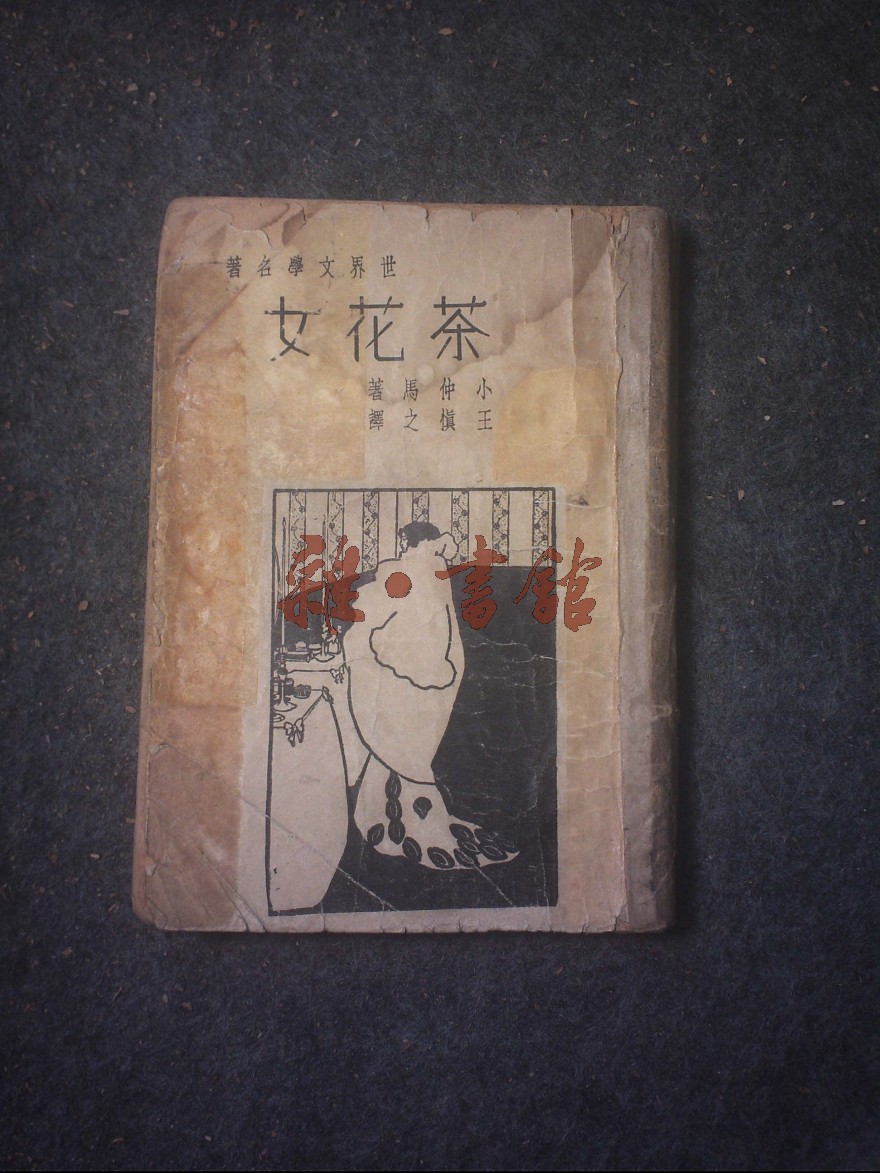 世界文學名著
茶花女
小仲馬著
王慎之譯
雜·書館